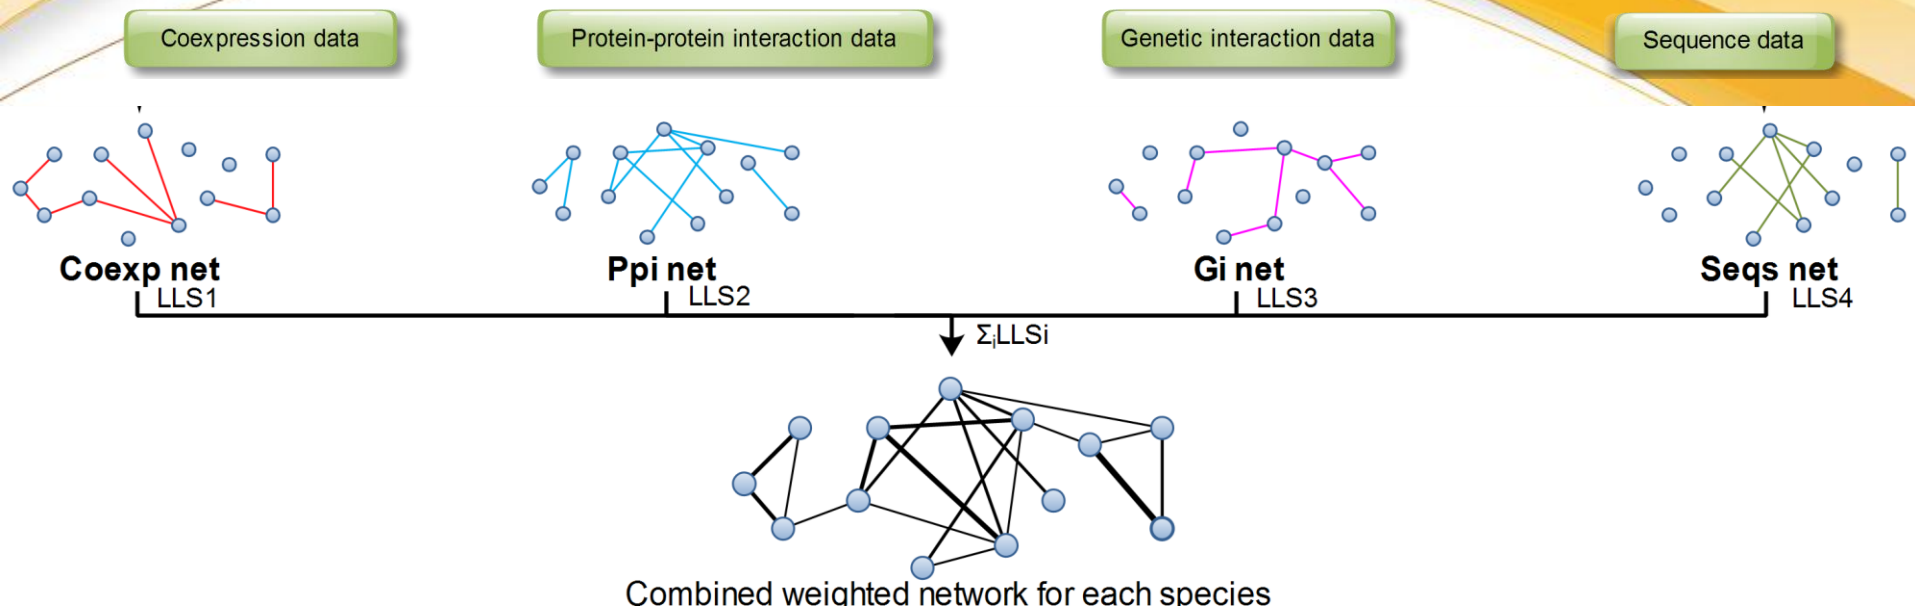 Coexpression data
Protein-protein interaction data
Genetic interaction data
Sequence data
Coexp net
Ppi net
Gi net
Seqs net
LLS1
LLS2
LLS3
LLS4
ΣᵢLLSi
Combined weighted network for each species